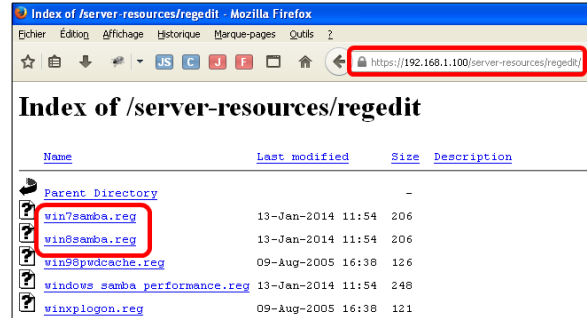 Index of /server-resources/regedit - Mozilla Firefox
Fichier Édition Affichage Historique Marque-pages Outils ?
JS C J F https://192.168.1.100/server-resources/regedit/
Index of /server-resources/regedit
Name Last modified Size Description
Parent Directory -
win7samba.reg 13-Jan-2014 11:54 206
win8samba.reg 13-Jan-2014 11:54 206
win98pwdcache.reg 09-Aug-2005 16:38 126
windows samba performance.reg 13-Jan-2014 11:54 248
winxplogon.reg 09-Aug-2005 16:38 121